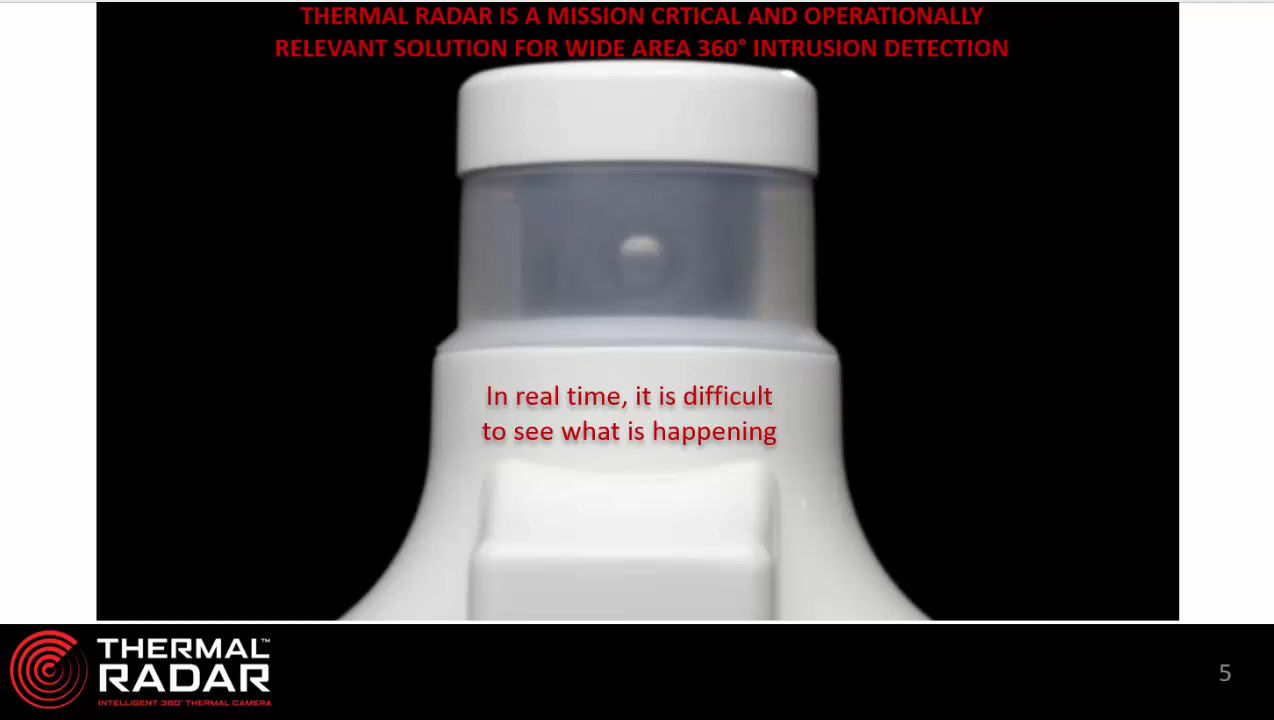 THERMAL RADAR IS A MISSION CRTICAL AND OPERATIONALLY
RELEVANT SOLUTION FOR WIDE AREA 360° INTRUSION DETECTION
In real time, it is difficult
to see what is happening
THERMAL™
RADAR
INTELLIGENT 360° THERMAL CAMERA
5